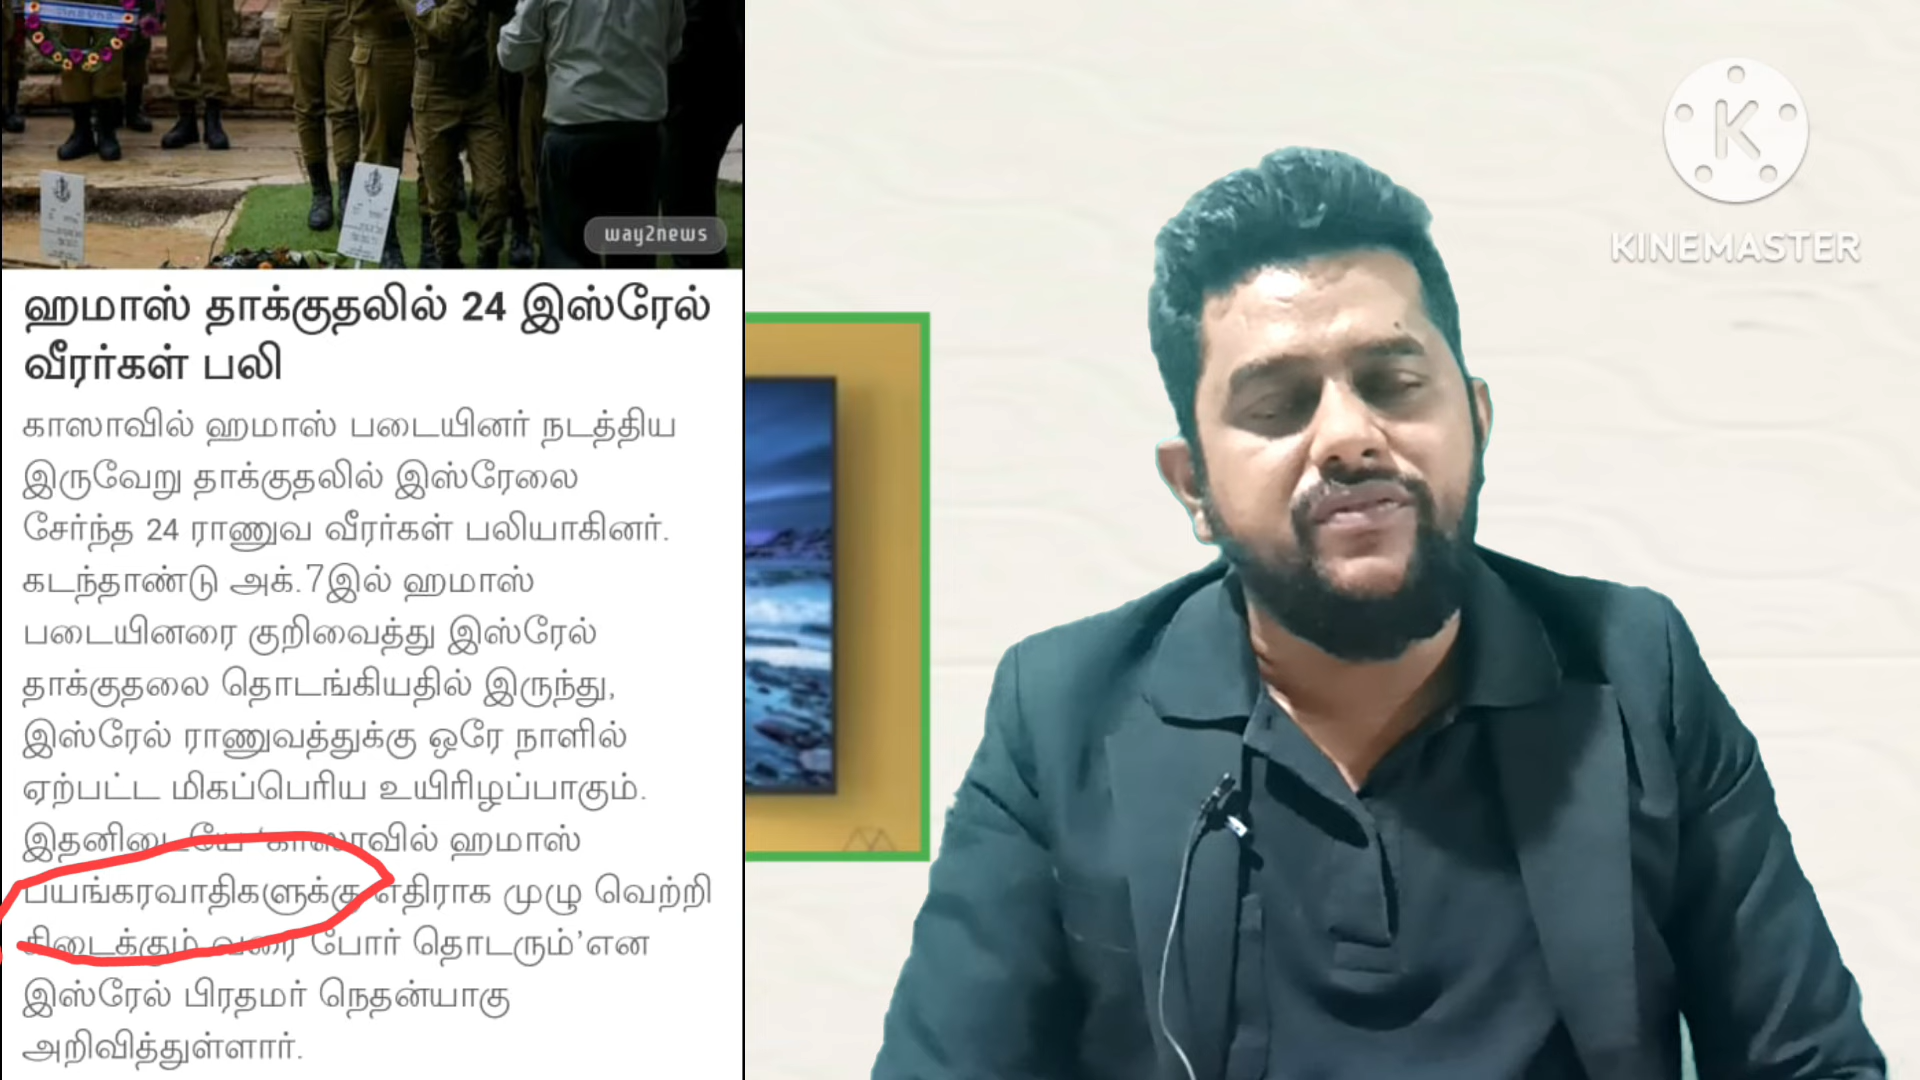 way2news
ஹமாஸ் தாக்குதலில் 24 இஸ்ரேல்
வீரர்கள் பலி
காஸாவில் ஹமாஸ் படையினர் நடத்திய
இருவேறு தாக்குதலில் இஸ்ரேலை
சேர்ந்த 24 ராணுவ வீரர்கள் பலியாகினர்.
கடந்தாண்டு அக்.7இல் ஹமாஸ்
படையினரை குறிவைத்து இஸ்ரேல்
தாக்குதலை தொடங்கியதில் இருந்து,
இஸ்ரேல் ராணுவத்துக்கு ஒரே நாளில்
ஏற்பட்ட மிகப்பெரிய உயிரிழப்பாகும்.
இதனிடையே 'காஸாவில் ஹமாஸ்
பயங்கரவாதிகளுக்கு எதிராக முழு வெற்றி
கிடைக்கும் வரை போர் தொடரும்'என
இஸ்ரேல் பிரதமர் நெதன்யாகு
அறிவித்துள்ளார்.
K
KINEMASTER